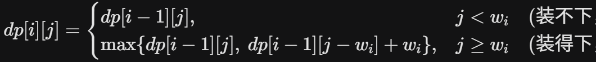 dp[i][j] = { dp[i − 1][j], j < w_i (装不下,
max{dp[i − 1][j], dp[i − 1][j − w_i] + w_i}, j ≥ w_i (装得下,